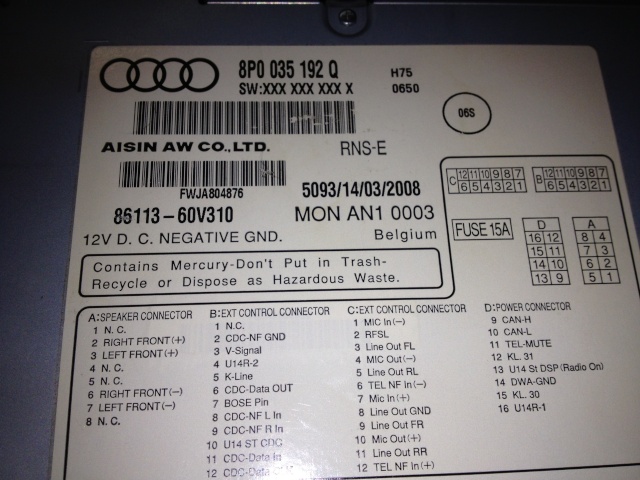 8P0 035 192 Q H75
SW:XXX XXX XXX X 0650
06S
AISIN AW CO.,LTD. RNS-E
FWJA804876
5093/14/03/2008
86113-60V310 MON AN1 0003
12V D. C. NEGATIVE GND. Belgium
Contains Mercury-Don't Put in Trash-
Recycle or Dispose as Hazardous Waste.
C 12 11 10 9 8 7
6 5 4 3 2 1
B 12 11 10 9 8 7
6 5 4 3 2 1
FUSE 15A
D
16 12
15 11
14 10
13 9
A
8 4
7 3
6 2
5 1
A:SPEAKER CONNECTOR
1 N. C.
2 RIGHT FRONT(+)
3 LEFT FRONT(+)
4 N. C.
5 N. C.
6 RIGHT FRONT(-)
7 LEFT FRONT(-)
8 N. C.
B:EXT CONTROL CONNECTOR
1 N.C.
2 CDC-NF GND
3 V-Signal
4 U14R-2
5 K-Line
6 CDC-Data OUT
7 BOSE Pin
8 CDC-NF L In
9 CDC-NF R In
10 U14 ST CDC
11 CDC-Data In
12 CDC-Data
C:EXT CONTROL CONNECTOR
1 MIC In(-)
2 RFSL
3 Line Out FL
4 MIC Out(-)
5 Line Out RL
6 TEL NF In(-)
7 Mic In(+)
8 Line Out GND
9 Line Out FR
10 Mic Out(+)
11 Line Out RR
12 TEL NF In(+)
D:POWER CONNECTOR
9 CAN-H
10 CAN-L
11 TEL-MUTE
12 KL. 31
13 U14 St DSP (Radio On)
14 DWA-GND
15 KL. 30
16 U14R-1